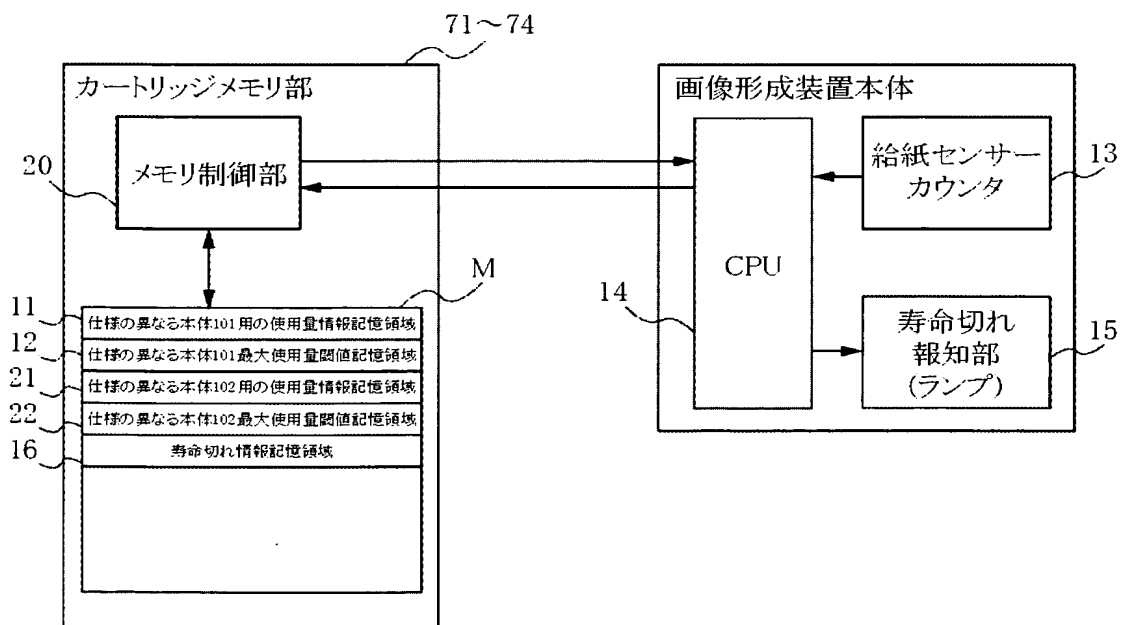 71～74
カートリッジメモリ部
画像形成装置本体
20
メモリ制御部
給紙センサー
カウンタ
13
M
CPU
14
11
仕様の異なる本体101用の使用量情報記憶領域
12
仕様の異なる本体101最大使用量閾値記憶領域
21
仕様の異なる本体102用の使用量情報記憶領域
22
仕様の異なる本体102最大使用量閾値記憶領域
16
寿命切れ情報記憶領域
寿命切れ
報知部
(ランプ)
15